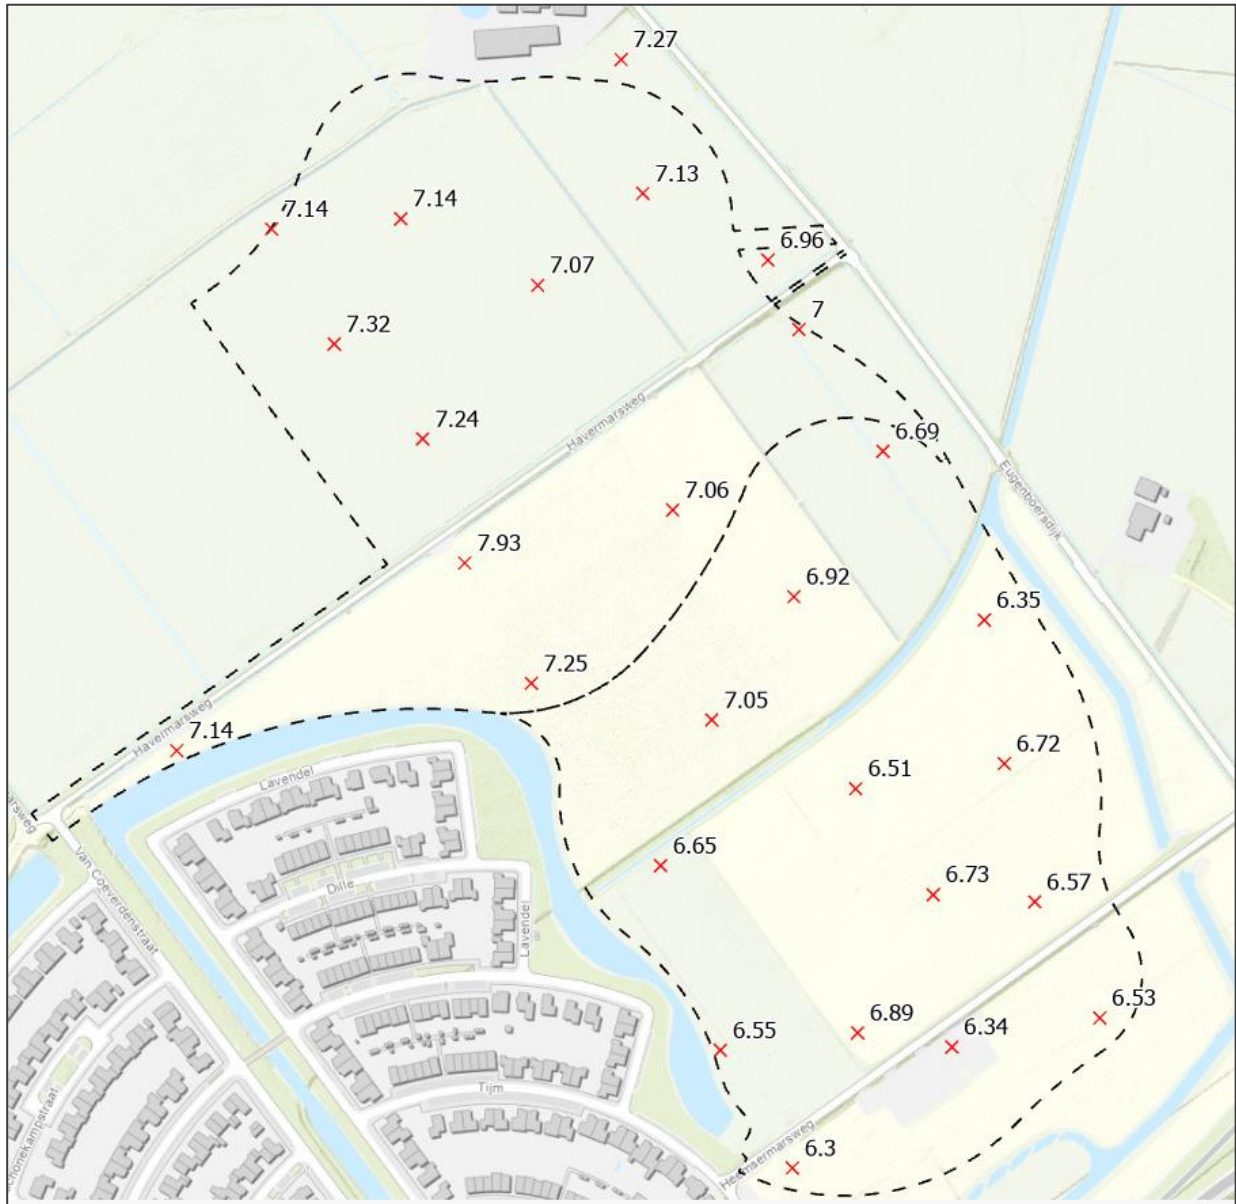 7.27
7.13
7.14
7.14
6.96
7.07
7
7.32
Havermarsweg
7.24
6.69
7.06
Eugenboersdijk
7.93
6.92
6.35
7.25
Havermarsweg
7.05
7.14
6.72
Lavendel
6.51
arsweg
6.65
Dille
Van Coeverdenstraat
6.73
6.57
Lavendel
6.89
6.53
6.34
6.55
Tijm
chonekampstraat
Heemsermarsweg
6.3